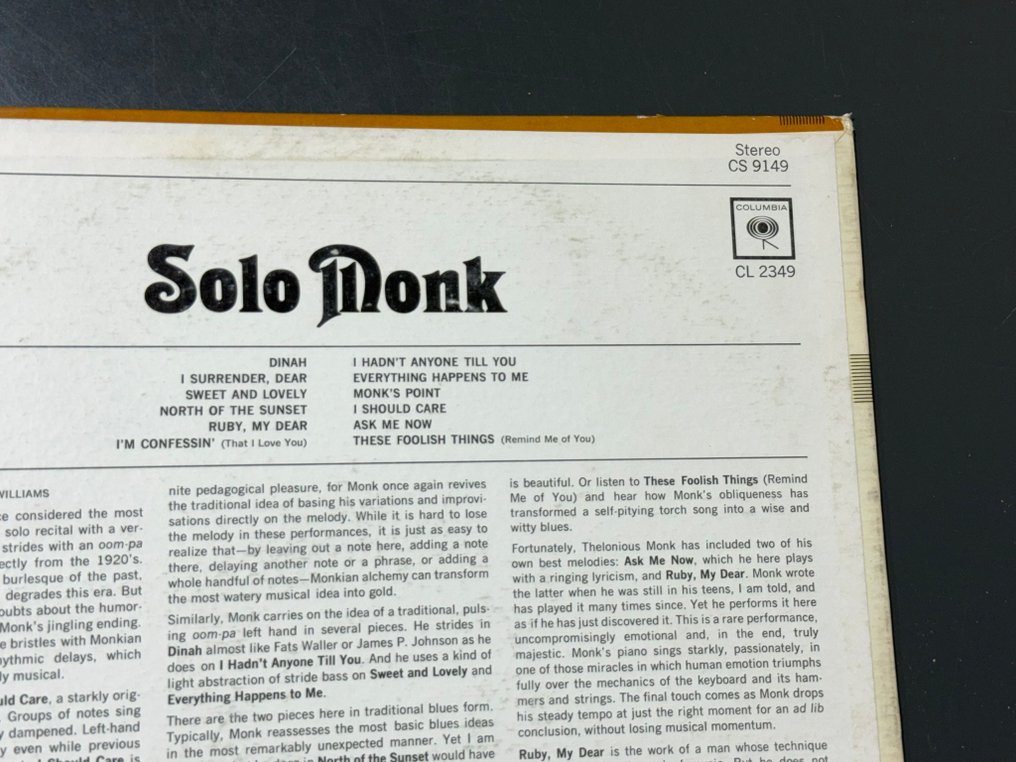 Stereo
CS 9149
COLUMBIA
CL 2349
Solo Monk
DINAH
I SURRENDER, DEAR
SWEET AND LOVELY
NORTH OF THE SUNSET
RUBY, MY DEAR
I'M CONFESSIN' (That I Love You)
I HADN'T ANYONE TILL YOU
EVERYTHING HAPPENS TO ME
MONK'S POINT
I SHOULD CARE
ASK ME NOW
THESE FOOLISH THINGS (Remind Me of You)
WILLIAMS
ce considered the most
solo recital with a ver-
strides with an oom-pa
ectly from the 1920's.
burlesque of the past,
degrades this era. But
oubts about the humor-
Monk's jingling ending.
e bristles with Monkian
hythmic delays, which
ly musical.
uld Care, a starkly orig-
. Groups of notes sing
y dampened. Left-hand
y even while previous
I Should Care is
nite pedagogical pleasure, for Monk once again revives
the traditional idea of basing his variations and improvi-
sations directly on the melody. While it is hard to lose
the melody in these performances, it is just as easy to
realize that—by leaving out a note here, adding a note
there, delaying another note or a phrase, or adding a
whole handful of notes—Monkian alchemy can transform
the most watery musical idea into gold.
Similarly, Monk carries on the idea of a traditional, puls-
ing oom-pa left hand in several pieces. He strides in
Dinah almost like Fats Waller or James P. Johnson as he
does on I Hadn't Anyone Till You. And he uses a kind of
light abstraction of stride bass on Sweet and Lovely and
Everything Happens to Me.
There are the two pieces here in traditional blues form.
Typically, Monk reassesses the most basic blues ideas
in the most remarkably unexpected manner. Yet I am
in North of the Sunset would have
is beautiful. Or listen to These Foolish Things (Remind
Me of You) and hear how Monk's obliqueness has
transformed a self-pitying torch song into a wise and
witty blues.
Fortunately, Thelonious Monk has included two of his
own best melodies: Ask Me Now, which he here plays
with a ringing lyricism, and Ruby, My Dear. Monk wrote
the latter when he was still in his teens, I am told, and
has played it many times since. Yet he performs it here
as if he has just discovered it. This is a rare performance,
uncompromisingly emotional and, in the end, truly
majestic. Monk's piano sings starkly, passionately, in
one of those miracles in which human emotion triumphs
fully over the mechanics of the keyboard and its ham-
mers and strings. The final touch comes as Monk drops
his steady tempo at just the right moment for an ad lib
conclusion, without losing musical momentum.
Ruby, My Dear is the work of a man whose technique
But he does not